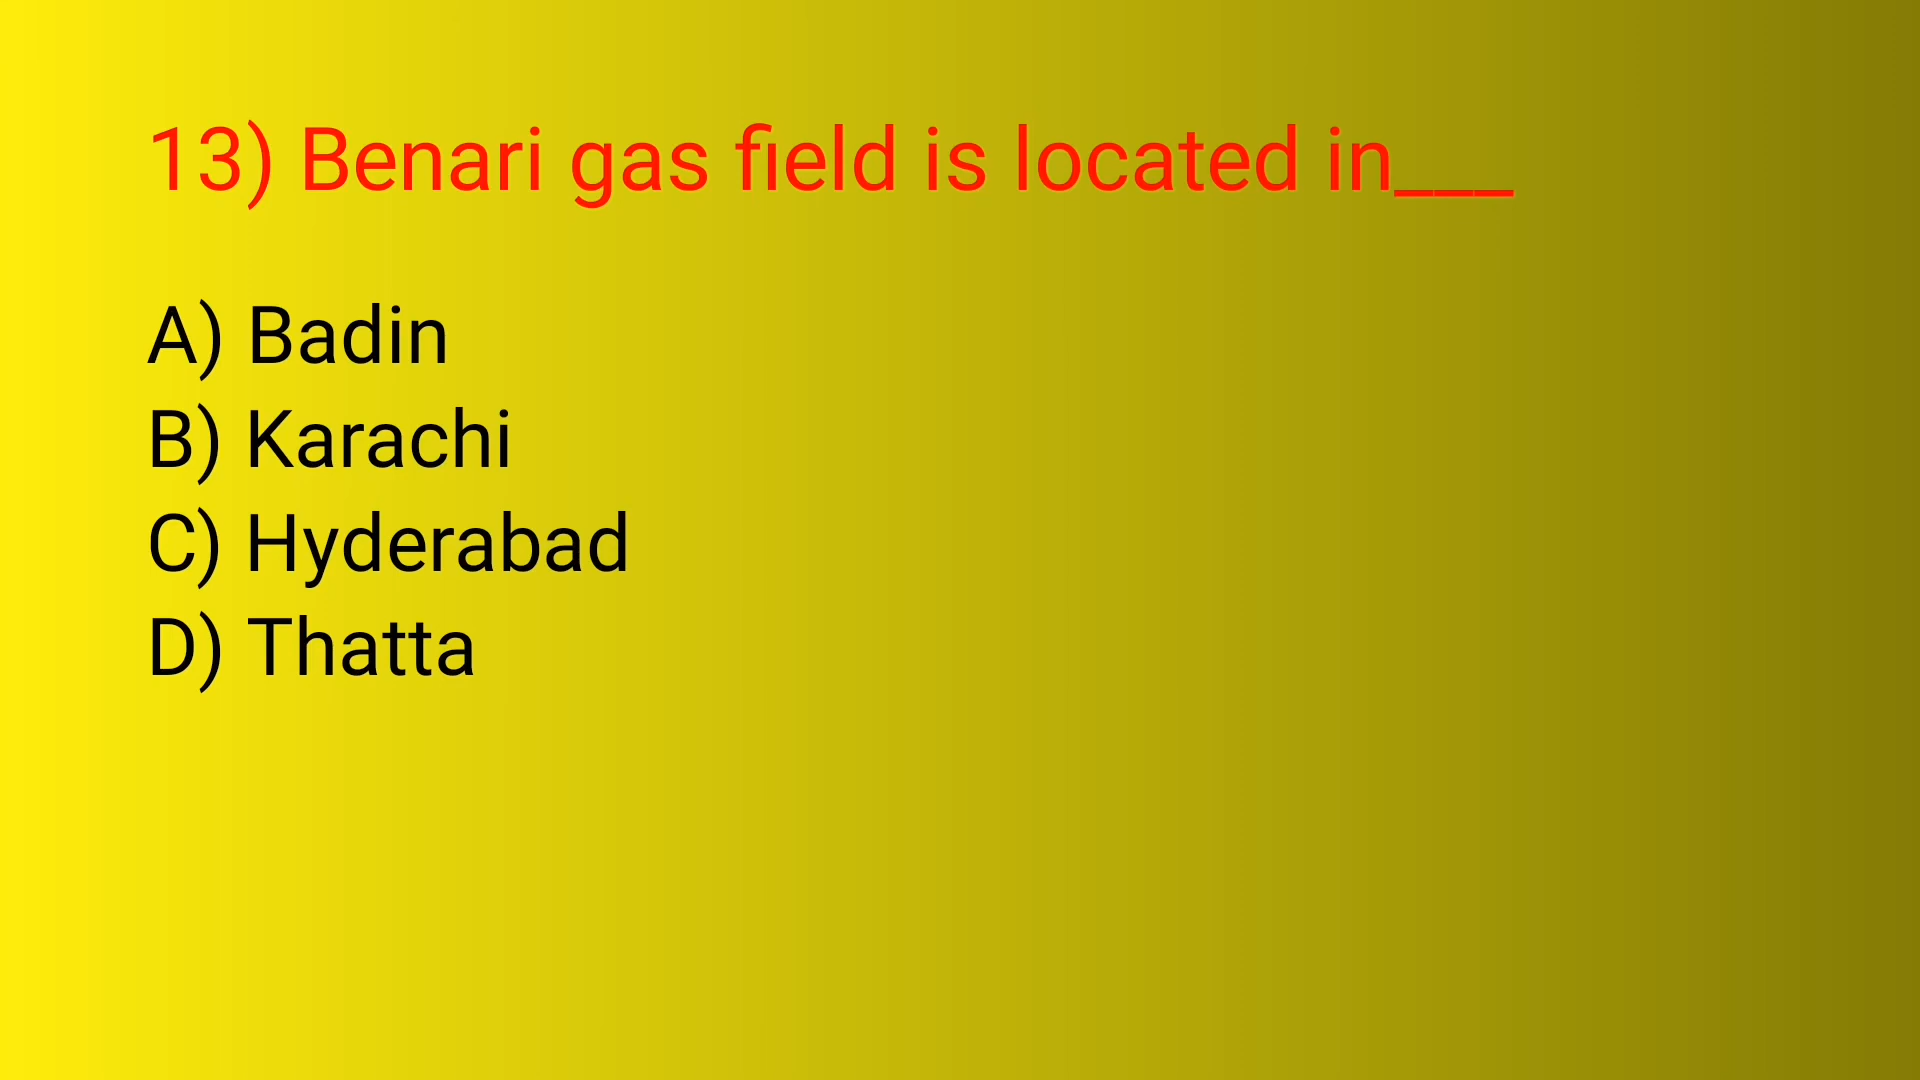 13) Benari gas field is located in___
A) Badin
B) Karachi
C) Hyderabad
D) Thatta